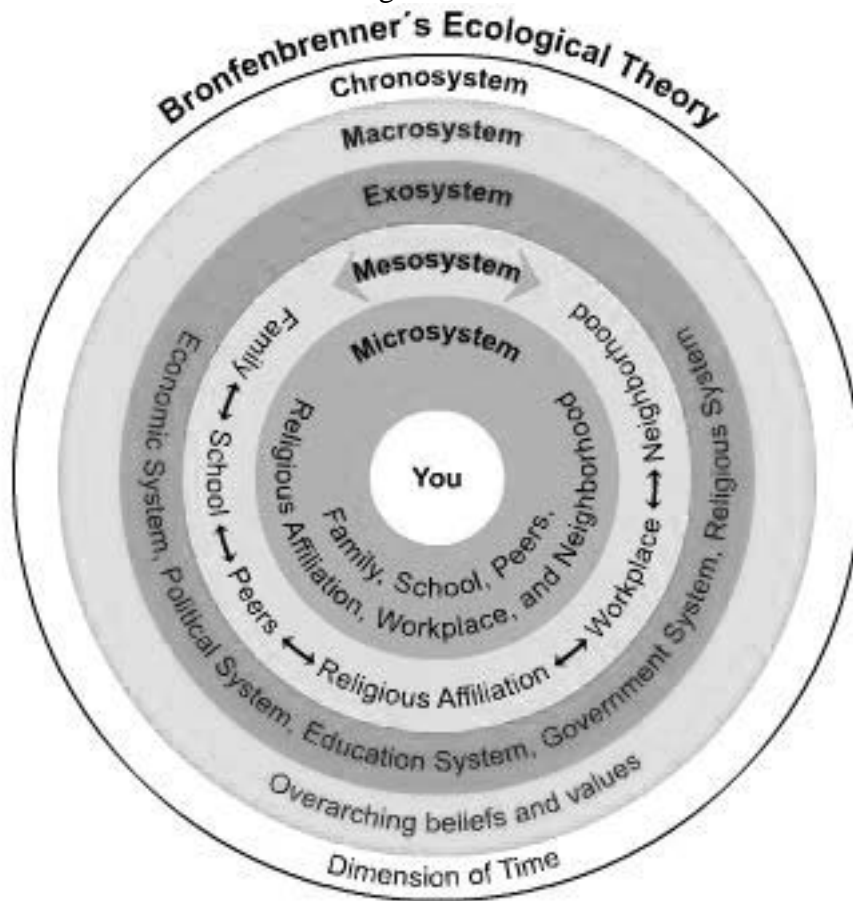 Bronfenbrenner´s Ecological Theory
Chronosystem
Macrosystem
Exosystem
Mesosystem
Microsystem
You
Family, School, Peers,
Religious Affiliation, Workplace, and Neighborhood
Family ↔ School ↔ Peers ↔ Religious Affiliation ↔ Workplace ↔ Neighborhood
Economic System, Political System, Education System, Government System, Religious System
Overarching beliefs and values
Dimension of Time